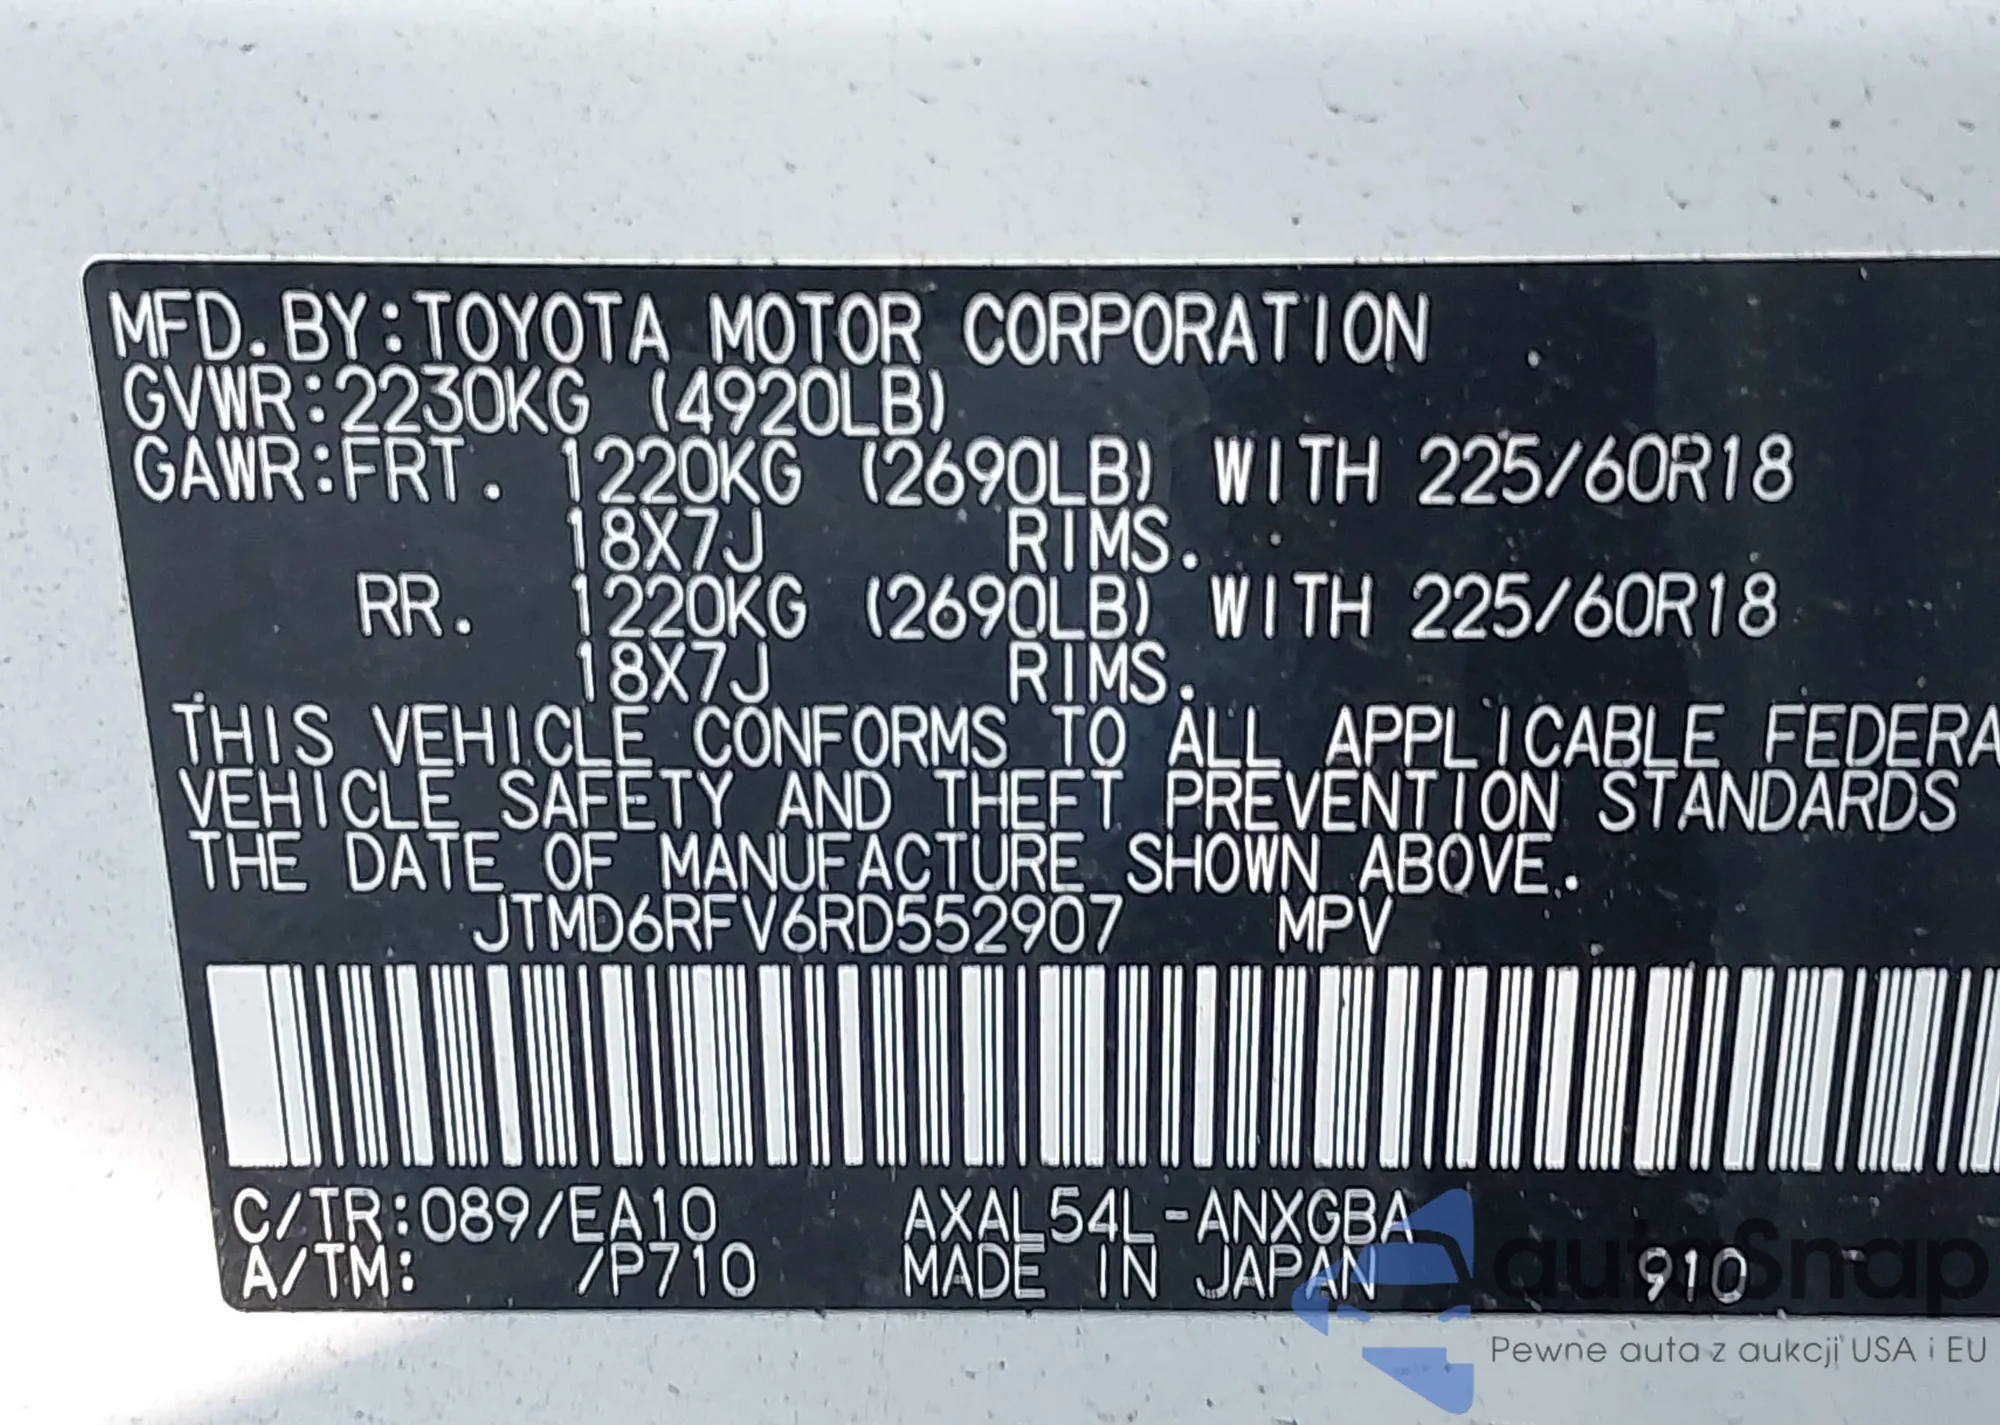 MFD. BY: TOYOTA MOTOR CORPORATION
GVWR: 2230KG (4920LB)
GAWR: FRT. 1220KG (2690LB) WITH 225/60R18
18X7J RIMS.
RR. 1220KG (2690LB) WITH 225/60R18
18X7J RIMS.
THIS VEHICLE CONFORMS TO ALL APPLICABLE FEDERA
VEHICLE SAFETY AND THEFT PREVENTION STANDARDS
THE DATE OF MANUFACTURE SHOWN ABOVE.
JTMD6RFV6RD552907 MPV
C/TR: 089/EA10 AXAL54L-ANXGBA
A/TM: /P710 MADE IN JAPAN 910
autoSnap
Pewne auta z aukcji USA i EU